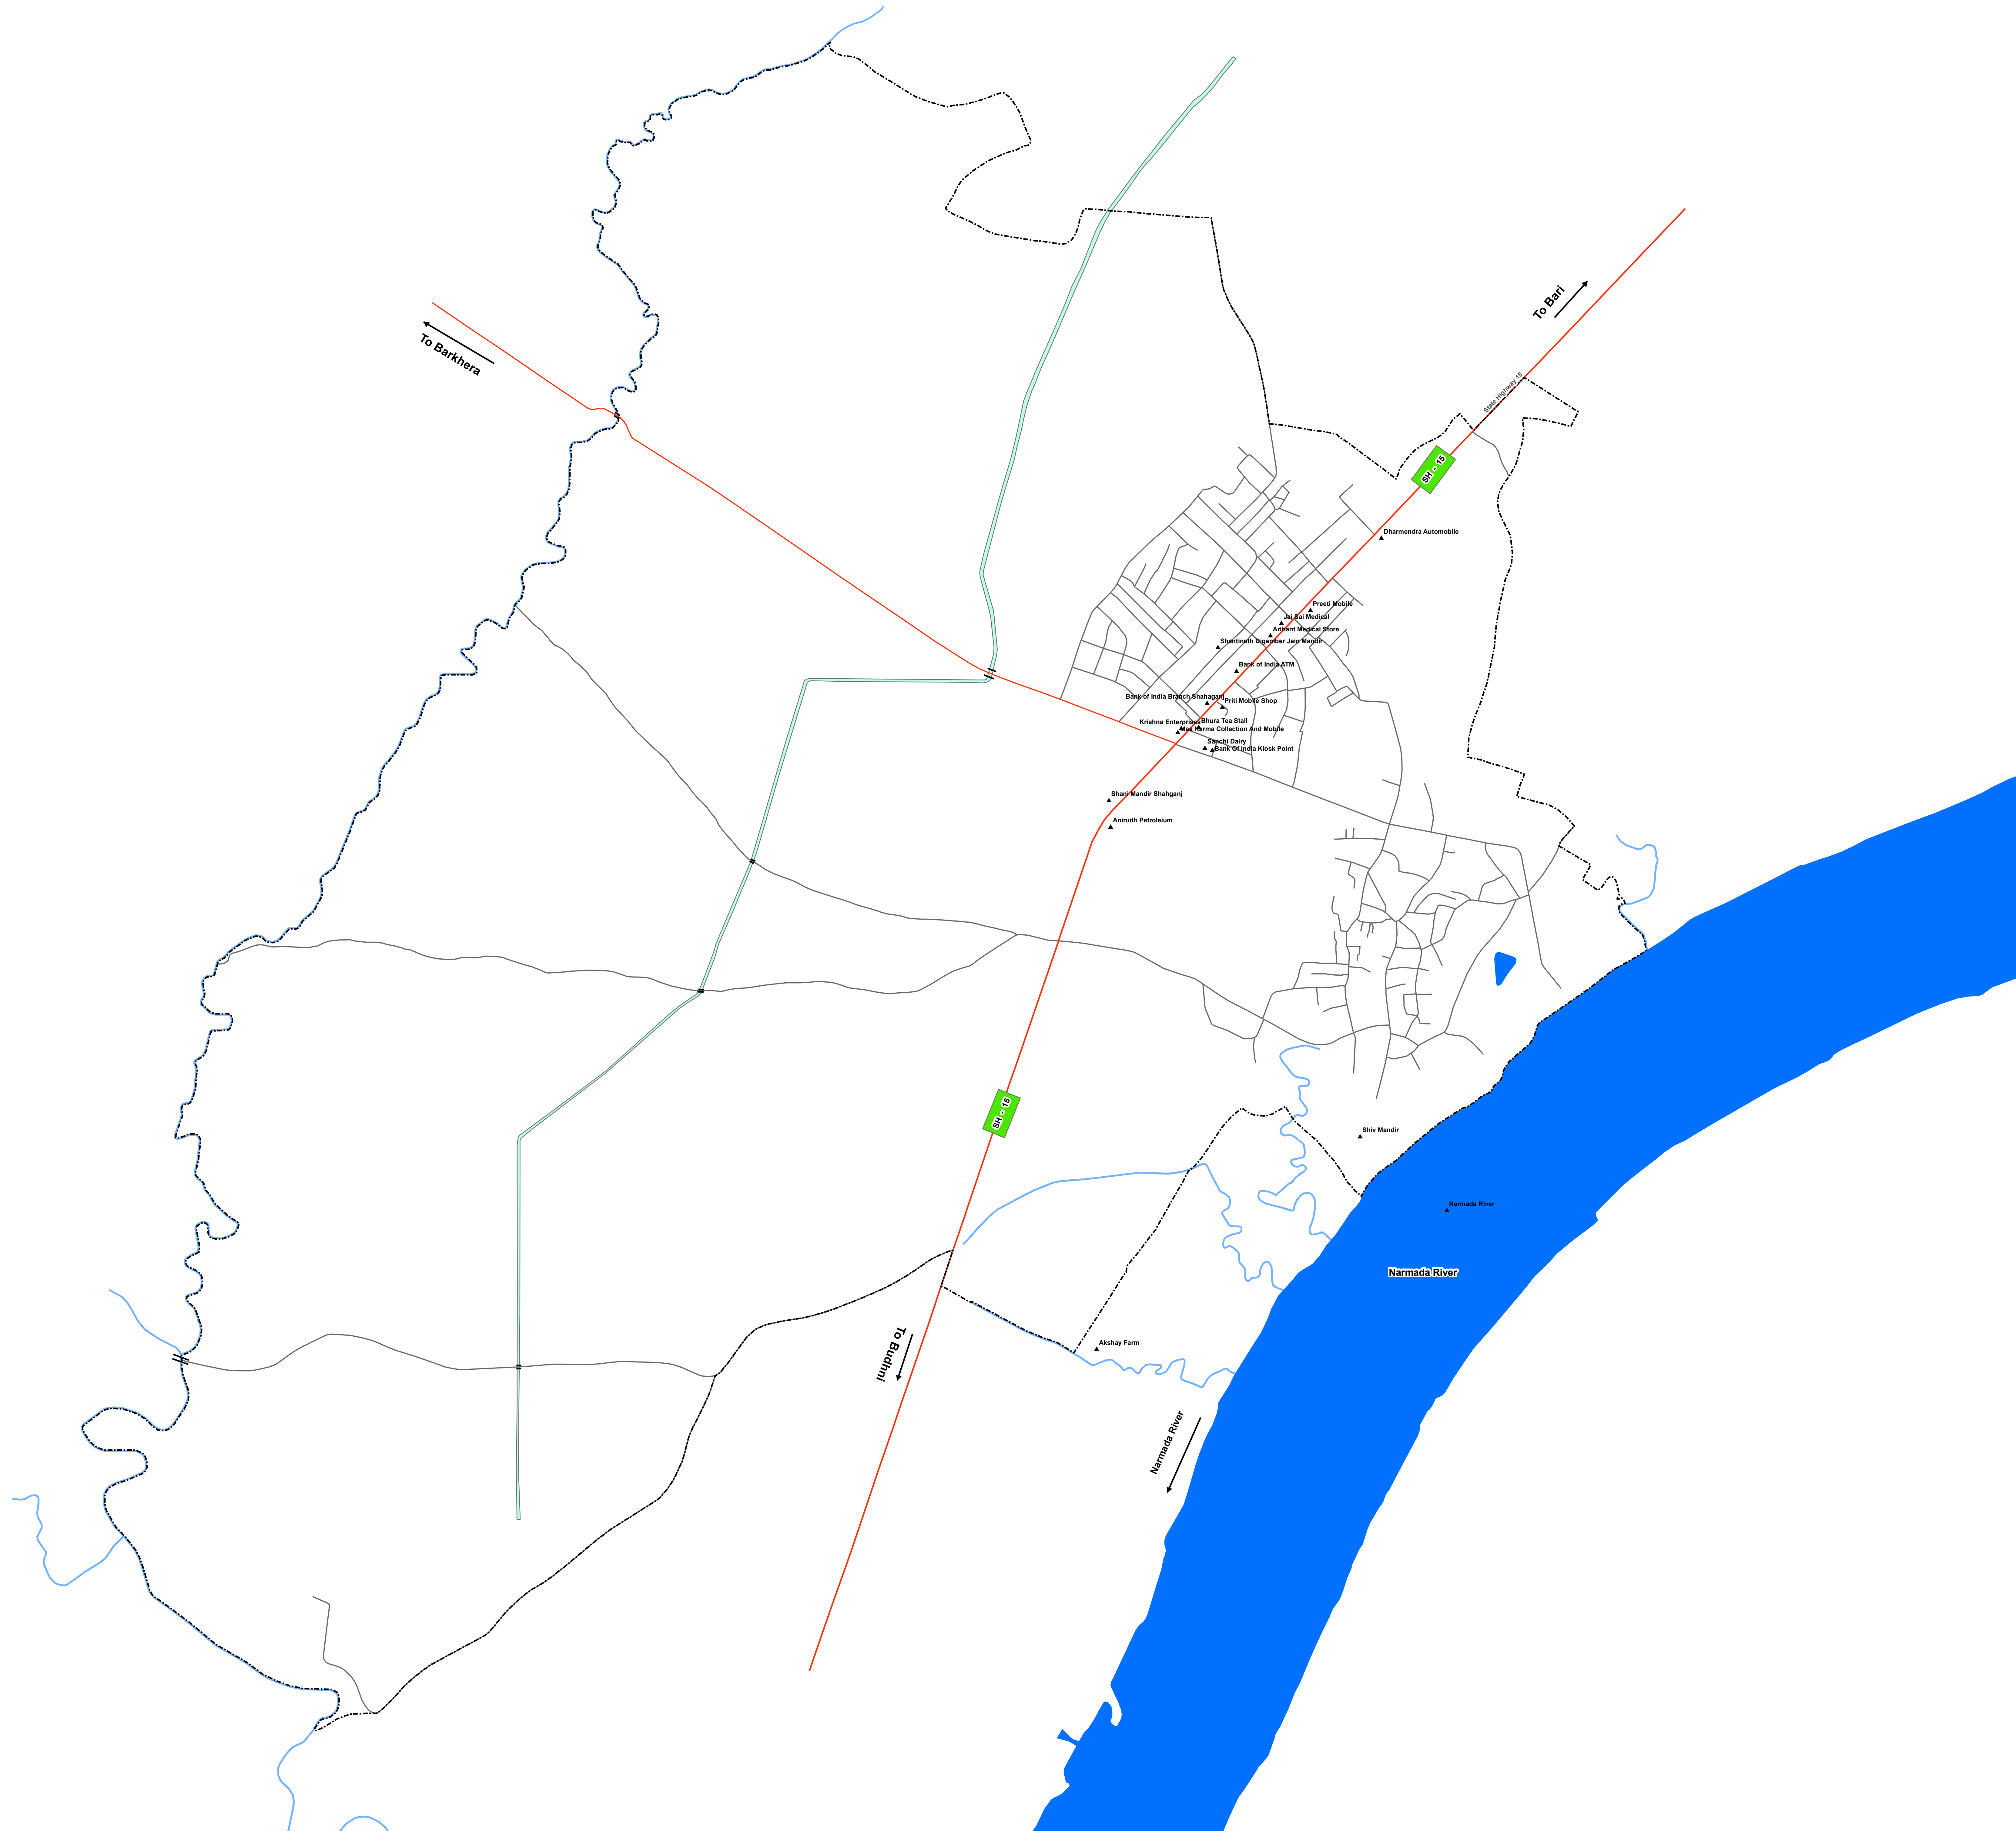 To Bari
To Barkhera
State Highway 15
SH - 15
Dharmendra Automobile
Preeti Mobile
Jai Sai Medical
Arihant Medical Store
Shantinath Digamber Jain Mandir
Bank of India ATM
Bank of India Branch Shahaganj
Priti Mobile Shop
Krishna Enterprises
Bhura Tea Stall
Maa Karma Collection And Mobile
Sanchi Dairy
Bank Of India Kiosk Point
Shani Mandir Shahganj
Anirudh Petroleium
SH - 15
Shiv Mandir
Narmada River
Narmada River
To Budhni
Akshay Farm
Narmada River